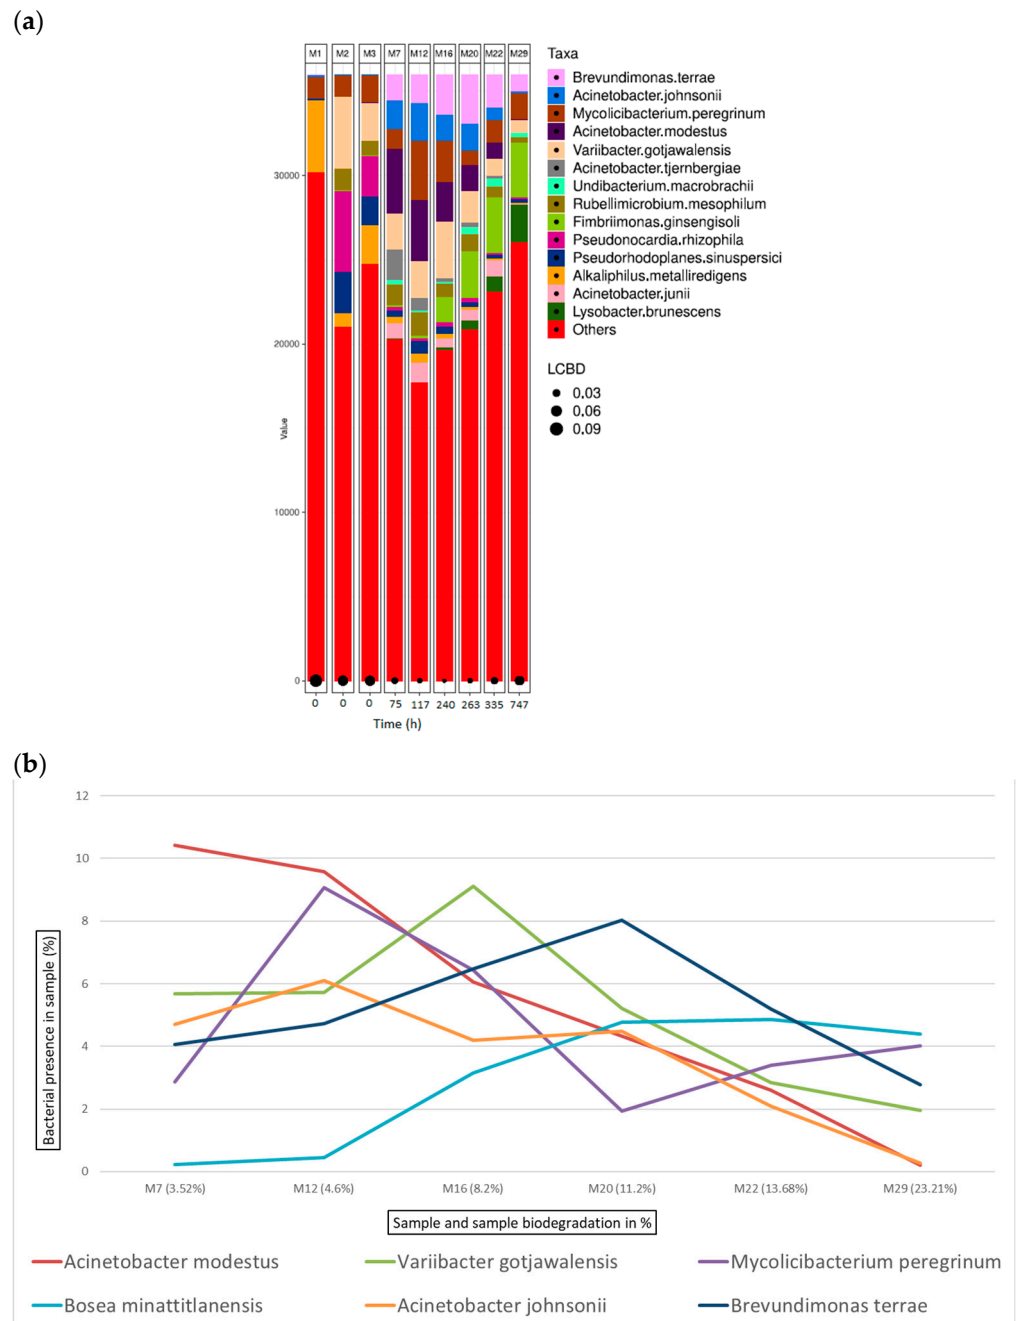 (a)
M1 M2 M3 M7 M12 M16 M20 M22 M29
Taxa
Brevundimonas.terrae
Acinetobacter.johnsonii
Mycolicibacterium.peregrinum
Acinetobacter.modestus
Variibacter.gotjawalensis
Acinetobacter.tjernbergiae
Undibacterium.macrobrachii
Rubellimicrobium.mesophilum
Fimbriimonas.ginsengisoli
Pseudonocardia.rhizophila
Pseudorhodoplanes.sinuspersici
Alkaliphilus.metalliredigens
Acinetobacter.junii
Lysobacter.brunescens
Others
LCBD
0.03
0.06
0.09
30000
20000
Value
10000
0
0 0 0 75 117 240 263 335 747
Time (h)
(b)
12
10
8
6
4
2
0
Bacterial presence in sample (%)
M7 (3.52%) M12 (4.6%) M16 (8.2%) M20 (11.2%) M22 (13.68%) M29 (23.21%)
Sample and sample biodegradation in %
Acinetobacter modestus Variibacter gotjawalensis Mycolicibacterium peregrinum
Bosea minattitlanensis Acinetobacter johnsonii Brevundimonas terrae